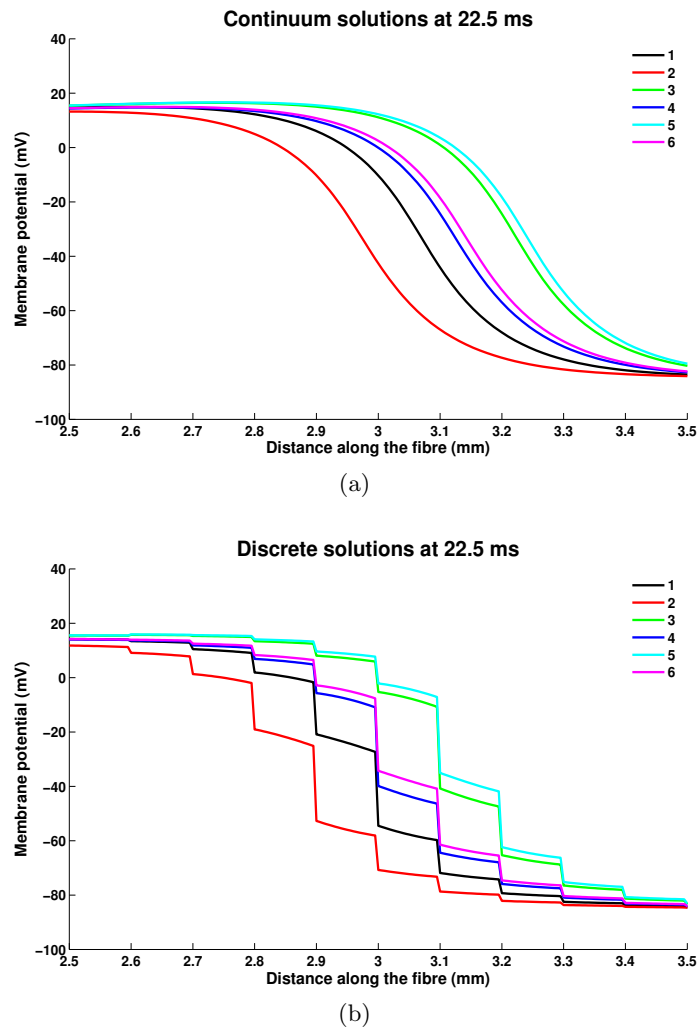 Continuum solutions at 22.5 ms
40
20
0
−20
−40
−60
−80
−100
Membrane potential (mV)
1
2
3
4
5
6
2.5 2.6 2.7 2.8 2.9 3 3.1 3.2 3.3 3.4 3.5
Distance along the fibre (mm)
(a)
Discrete solutions at 22.5 ms
40
20
0
−20
−40
−60
−80
−100
Membrane potential (mV)
1
2
3
4
5
6
2.5 2.6 2.7 2.8 2.9 3 3.1 3.2 3.3 3.4 3.5
Distance along the fibre (mm)
(b)